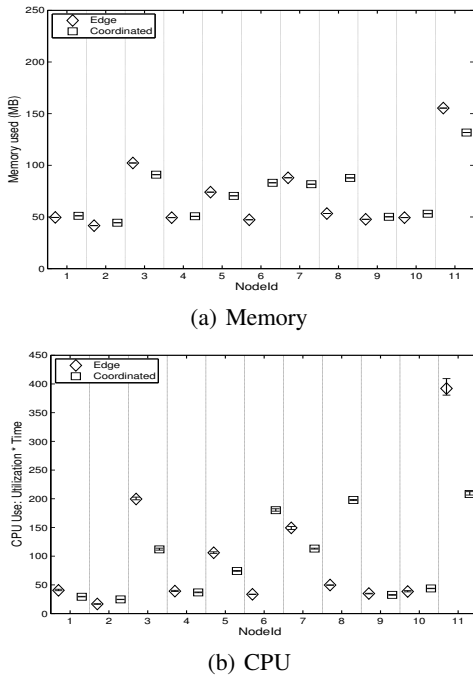 250
200
150
100
50
0
Memory used (MB)
Edge
Coordinated
1 2 3 4 5 6 7 8 9 10 11
NodeId
(a) Memory
450
400
350
300
250
200
150
100
50
0
CPU Use: Utilization * Time
Edge
Coordinated
1 2 3 4 5 6 7 8 9 10 11
NodeId
(b) CPU